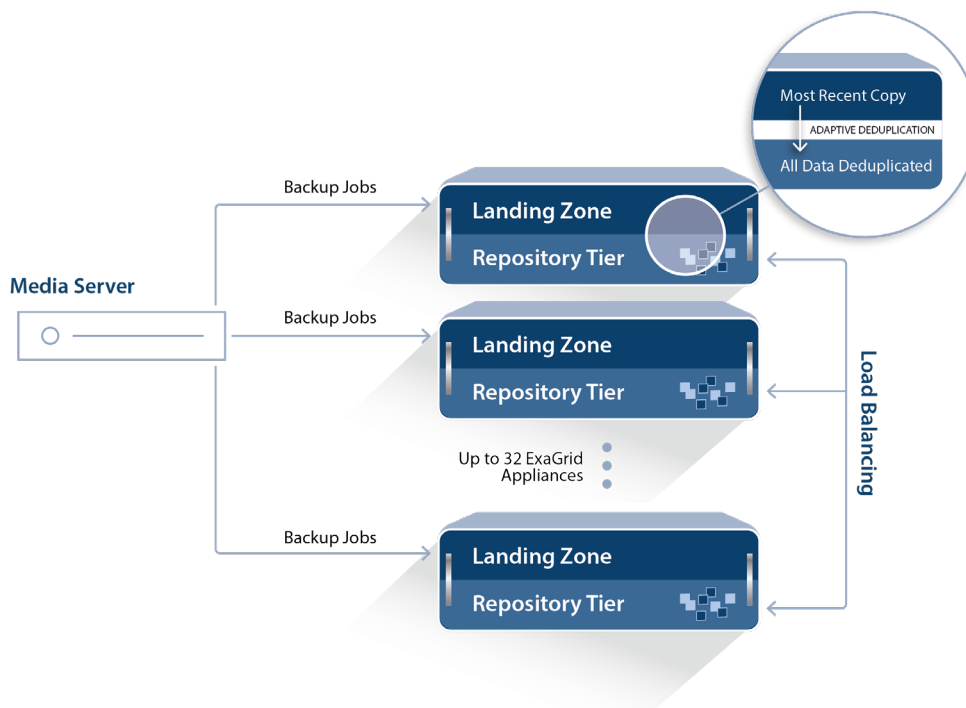 Most Recent Copy
ADAPTIVE DEDUPLICATION
All Data Deduplicated
Backup Jobs
Landing Zone
Repository Tier
Media Server
Backup Jobs
Landing Zone
Repository Tier
Load Balancing
Up to 32 ExaGrid
Appliances
Backup Jobs
Landing Zone
Repository Tier